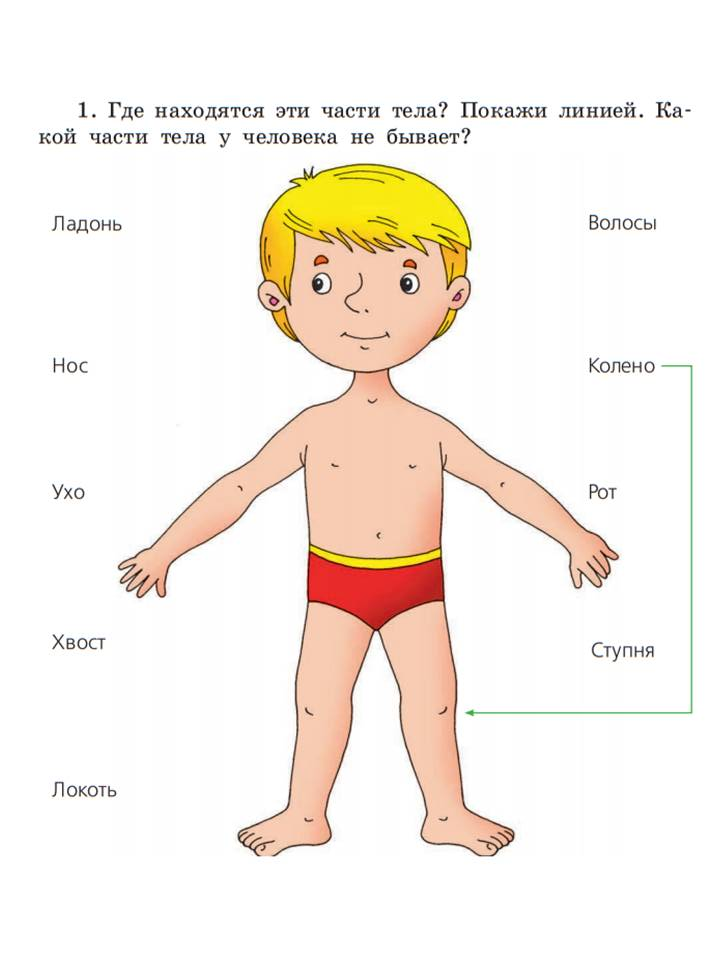 1. Где находятся эти части тела? Покажи линией. Ка-
кой части тела у человека не бывает?
Ладонь
Волосы
Нос
Колено
Ухо
Рот
Хвост
Ступня
Локоть